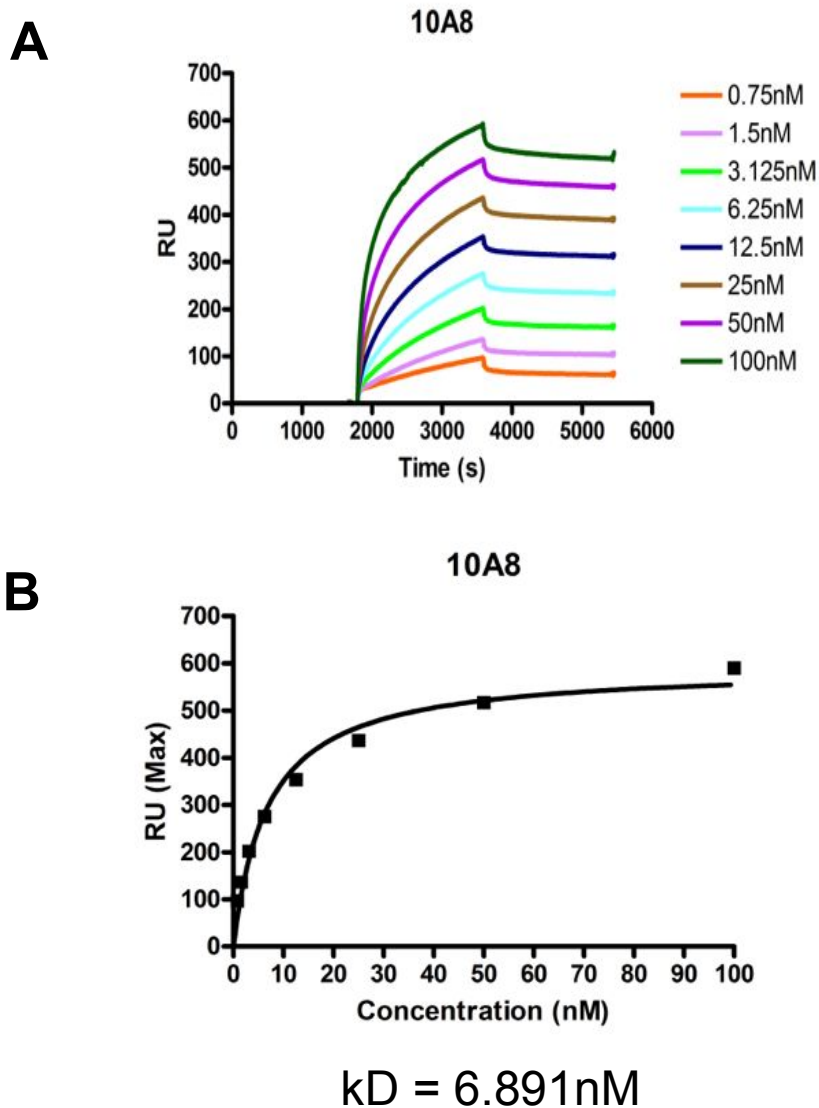 A
10A8
700
600
500
400
300
200
100
0
RU
0 1000 2000 3000 4000 5000 6000
Time (s)
0.75nM
1.5nM
3.125nM
6.25nM
12.5nM
25nM
50nM
100nM
B
10A8
700
600
500
400
300
200
100
0
RU (Max)
0 10 20 30 40 50 60 70 80 90 100
Concentration (nM)
kD = 6.891nM